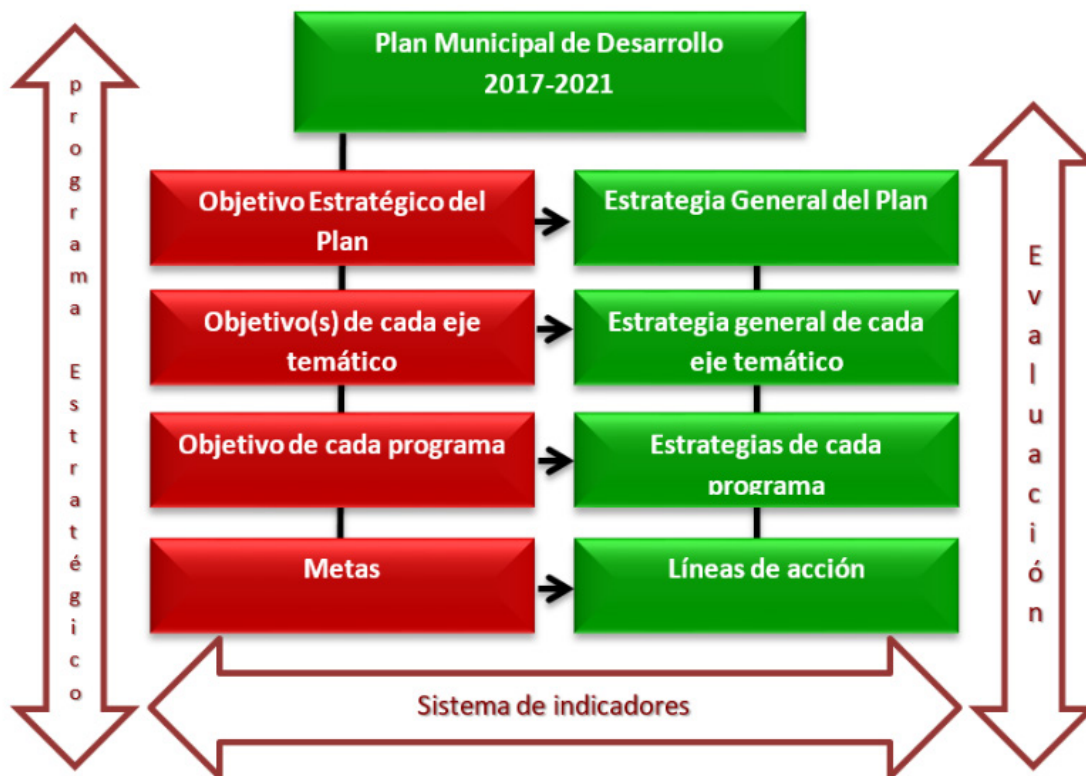 Plan Municipal de Desarrollo
2017-2021
programa Estratégico
Objetivo Estratégico del
Plan
Estrategia General del Plan
Objetivo(s) de cada eje
temático
Estrategia general de cada
eje temático
Objetivo de cada programa
Estrategias de cada
programa
Metas
Líneas de acción
Evaluación
Sistema de indicadores